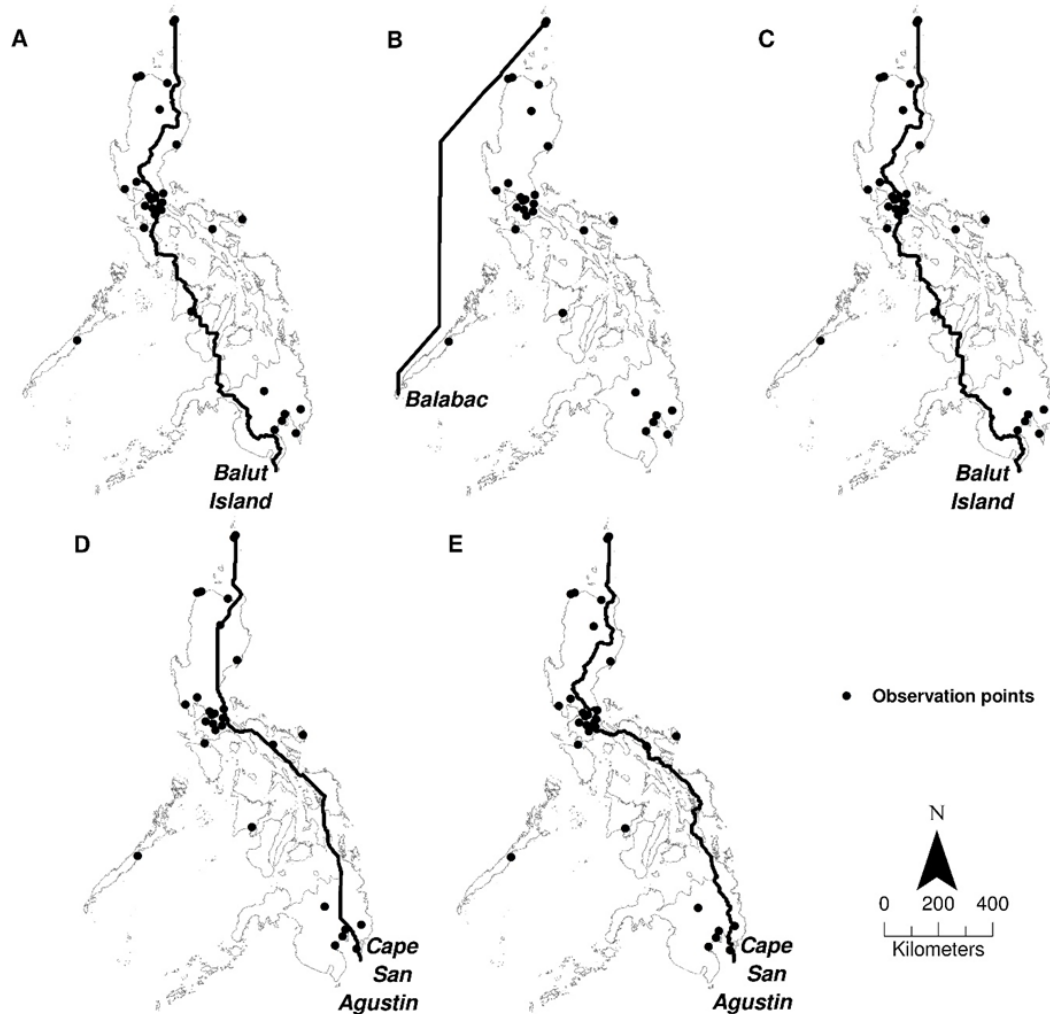 A
B
C
Balabac
Balut
Island
Balut
Island
D
E
Observation points
N
0 200 400
Kilometers
Cape
San
Agustin
Cape
San
Agustin